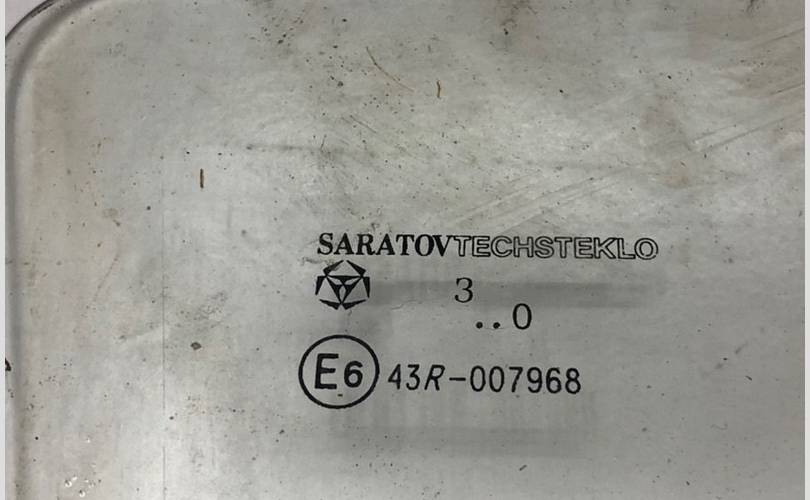 SARATOVTECHSTEKLO
3
..0
E6 43R-007968